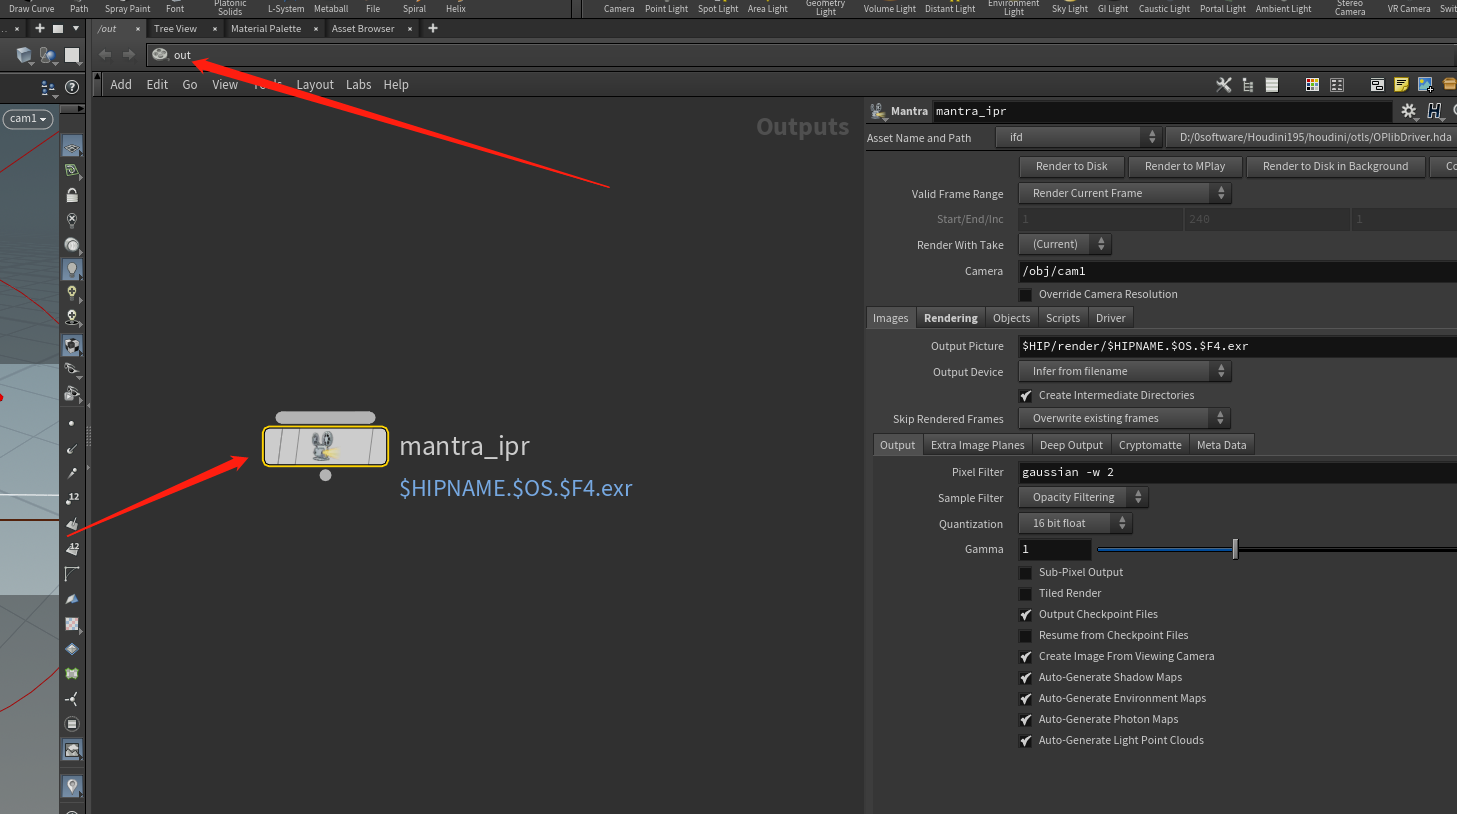 Draw Curve Path Spray Paint Font Platonic Solids L-System Metaball File Spiral Helix Camera Point Light Spot Light Area Light Geometry Light Volume Light Distant Light Environment Light Sky Light GI Light Caustic Light Portal Light Ambient Light Stereo Camera VR Camera
/out Tree View Material Palette Asset Browser
out
Add Edit Go View Tools Layout Labs Help
cam1
Outputs
mantra_ipr
$HIPNAME.$OS.$F4.exr
12
12
Mantra mantra_ipr
Asset Name and Path ifd D:/0software/Houdini195/houdini/otls/OPlibDriver.hda
Render to Disk Render to MPlay Render to Disk in Background Co
Valid Frame Range Render Current Frame
Start/End/Inc 1 240 1
Render With Take (Current)
Camera /obj/cam1
Override Camera Resolution
Images Rendering Objects Scripts Driver
Output Picture $HIP/render/$HIPNAME.$OS.$F4.exr
Output Device Infer from filename
Create Intermediate Directories
Skip Rendered Frames Overwrite existing frames
Output Extra Image Planes Deep Output Cryptomatte Meta Data
Pixel Filter gaussian -w 2
Sample Filter Opacity Filtering
Quantization 16 bit float
Gamma 1
Sub-Pixel Output
Tiled Render
Output Checkpoint Files
Resume from Checkpoint Files
Create Image From Viewing Camera
Auto-Generate Shadow Maps
Auto-Generate Environment Maps
Auto-Generate Photon Maps
Auto-Generate Light Point Clouds